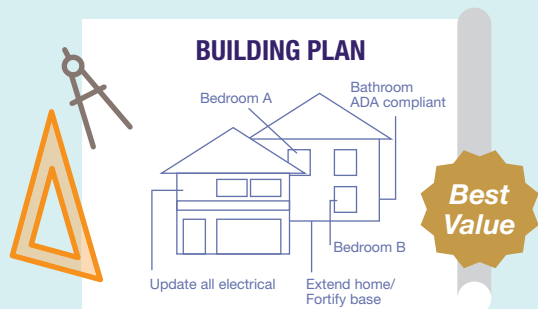 BUILDING PLAN
Bedroom A
Bathroom
ADA compliant
Best
Value
Bedroom B
Update all electrical
Extend home/
Fortify base